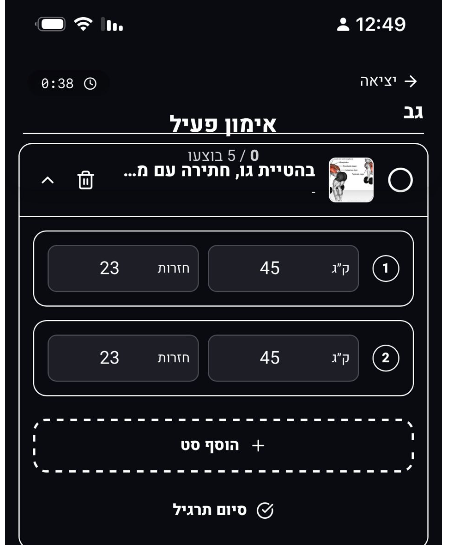 12:49
יציאה
0:38
גב
אימון פעיל
0 / 5 בוצעו
בהטיית גו, חתירה עם מ...
-
1 ק"ג 45 חזרות 23
2 ק"ג 45 חזרות 23
+ הוסף סט
סיום תרגיל